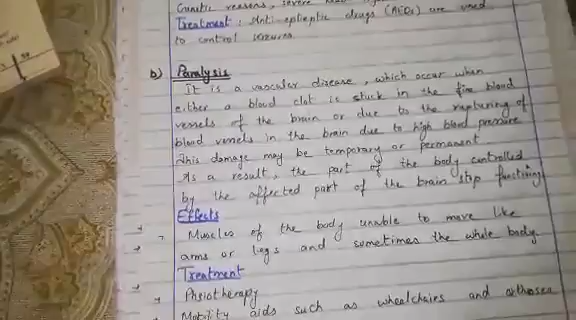 Genetic reasons, severe
Treatment: Anti epileptic drugs (AEDs) are used
to control seizures.
b) Paralysis
It is a vascular disease, which occur when
either a blood clot is stuck in the fine blood
vessels of the brain or due to the rupturing of
blood vessels in the brain due to high blood pressure
This damage may be temporary or permanent
As a result, the part of the body controlled
by the affected part of the brain stop functioning
Effects
→ Muscles of the body unable to move like
→ arms or legs and sometimes the whole body
Treatment
→ Phsiotherapy
→ Motility aids such as wheelchairs and orthoses